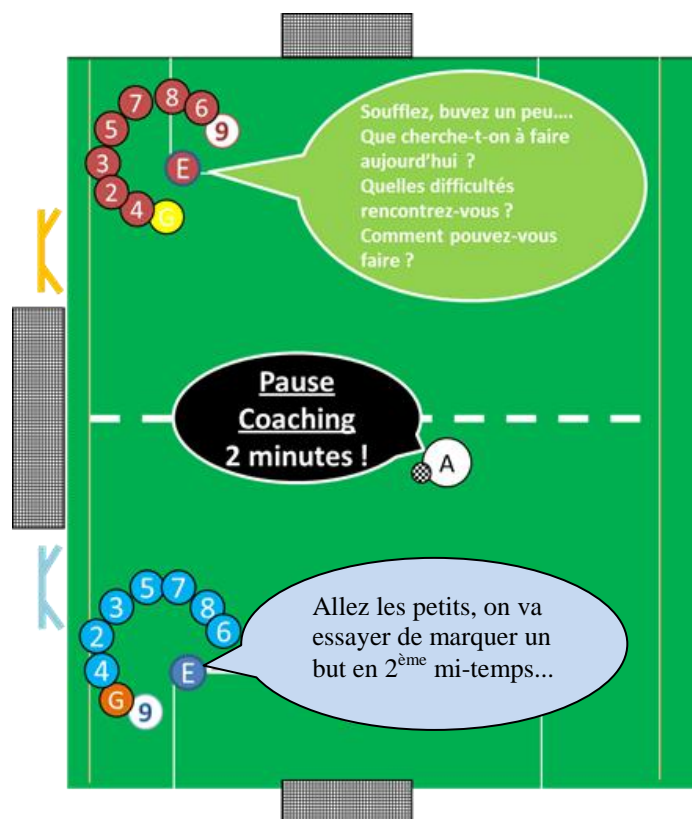 8
7
6
9
5
3
E
2
4
G
Soufflez, buvez un peu....
Que cherche-t-on à faire
aujourd'hui ?
Quelles difficultés
rencontrez-vous ?
Comment pouvez-vous
faire ?
Pause
Coaching
2 minutes !
A
5
7
3
8
2
6
4
E
G
9
Allez les petits, on va
essayer de marquer un
but en 2ème mi-temps...